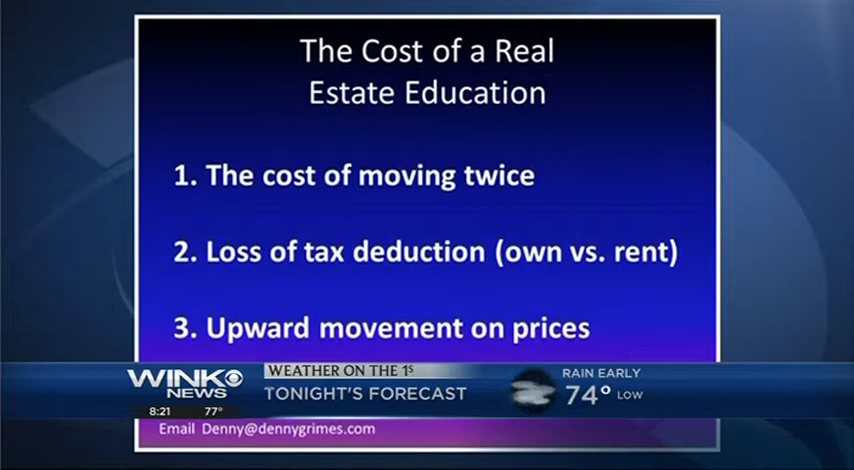 The Cost of a Real
Estate Education
1. The cost of moving twice
2. Loss of tax deduction (own vs. rent)
3. Upward movement on prices
WINK NEWS
8:21 77°
WEATHER ON THE 1s
TONIGHT'S FORECAST
RAIN EARLY
74° LOW
Email Denny@dennygrimes.com